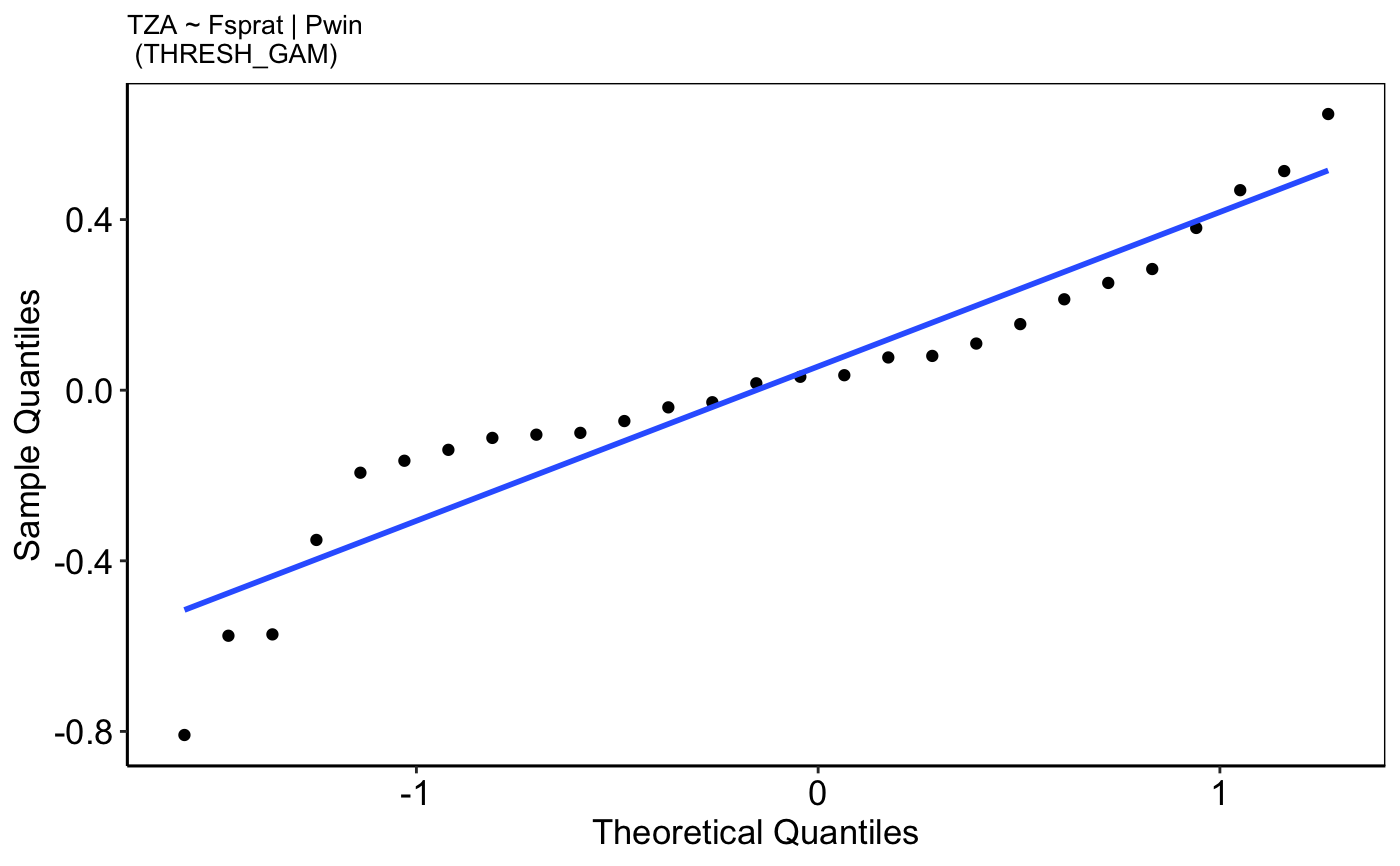 TZA ~ Fsprat | Pwin
(THRESH_GAM)
0.4
0.0
-0.4
-0.8
Sample Quantiles
-1
0
1
Theoretical Quantiles